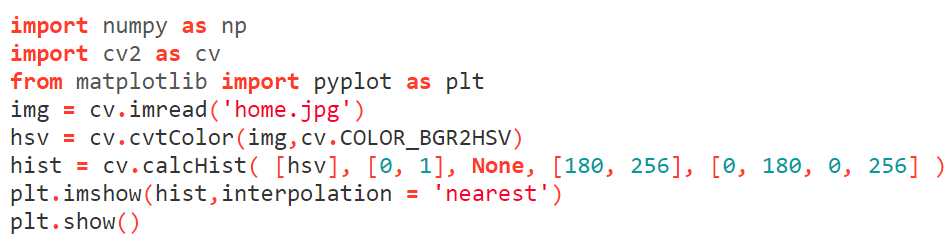 import numpy as np
import cv2 as cv
from matplotlib import pyplot as plt
img = cv.imread('home.jpg')
hsv = cv.cvtColor(img,cv.COLOR_BGR2HSV)
hist = cv.calcHist( [hsv], [0, 1], None, [180, 256], [0, 180, 0, 256] )
plt.imshow(hist,interpolation = 'nearest')
plt.show()